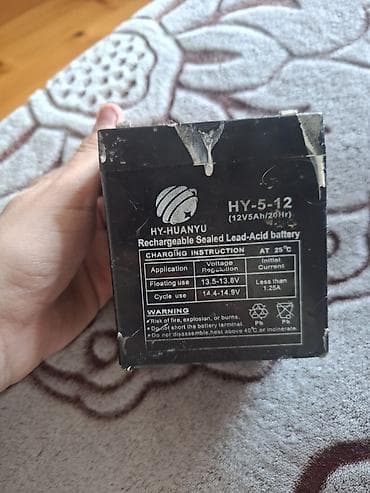 HY-HUANYU
HY-5-12
(12V5Ah/20Hr)
Rechargeable Sealed Lead-Acid battery
CHARGING INSTRUCTION AT 25°C
Application Voltage Regulation Initial Current
Floating use 13.5-13.8V Less than 1.25A
Cycle use 14.4-14.9V
WARNING
Risk of fire, explosion, or burns.
Do not short the battery terminal.
Do not disassemble, heat above 40°C, or incinerate.
Pb Pb